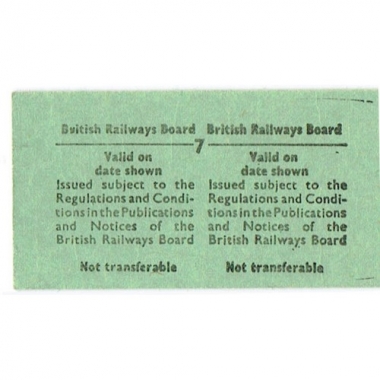 British Railways Board British Railways Board
7
Valid on
date shown
Issued subject to the
Regulations and Condi-
tions in the Publications
and Notices of the
British Railways Board
Not transferable
Valid on
date shown
Issued subject to the
Regulations and Condi-
tions in the Publications
and Notices of the
British Railways Board
Not transferable